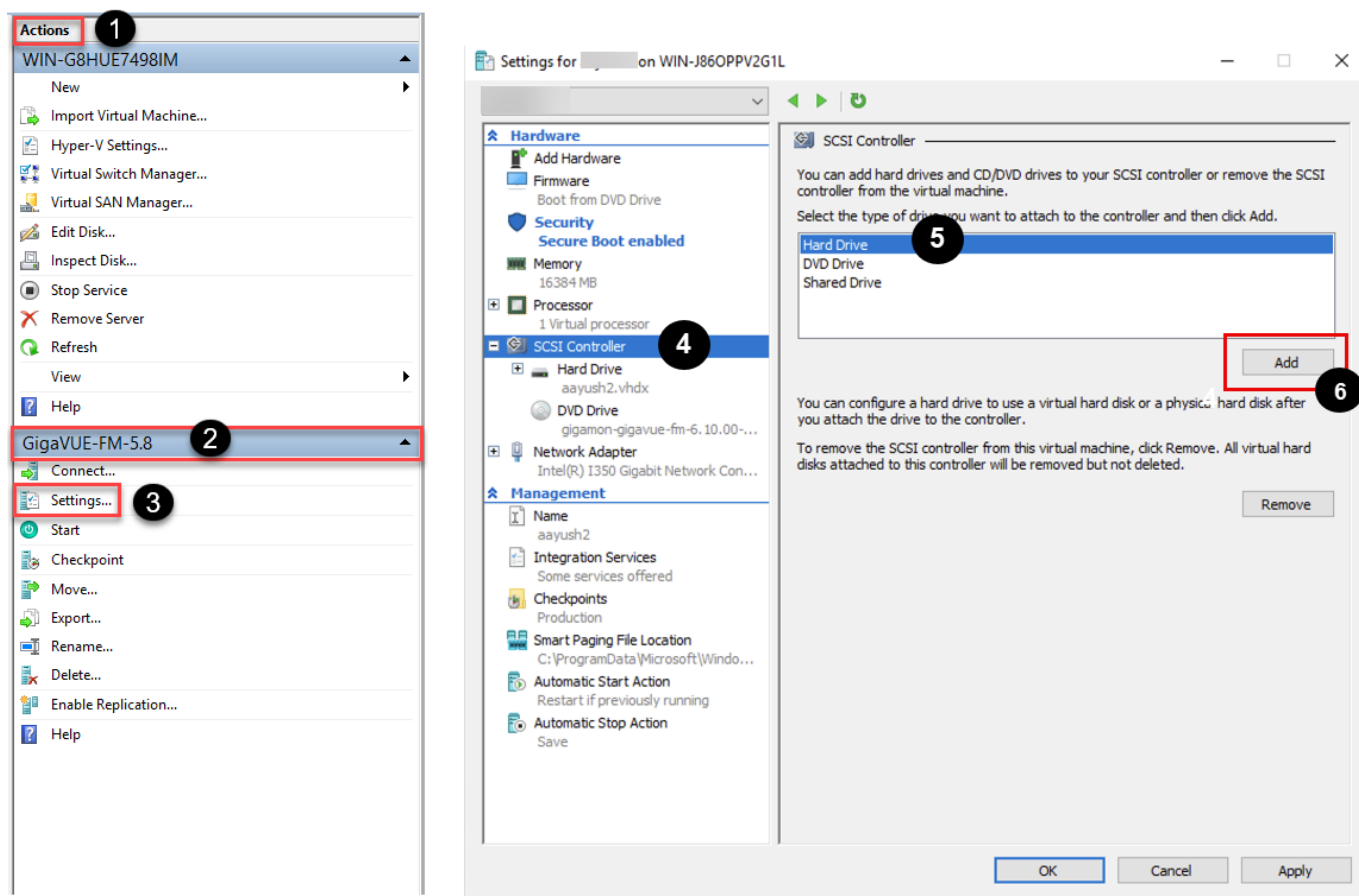 Actions
1
WIN-G8HUE7498IM
New
Import Virtual Machine...
Hyper-V Settings...
Virtual Switch Manager...
Virtual SAN Manager...
Edit Disk...
Inspect Disk...
Stop Service
Remove Server
Refresh
View
Help
GigaVUE-FM-5.8
2
Connect...
Settings...
3
Start
Checkpoint
Move...
Export...
Rename...
Delete...
Enable Replication...
Help
Settings for on WIN-J86OPPV2G1L
Hardware
Add Hardware
Firmware
Boot from DVD Drive
Security
Secure Boot enabled
Memory
16384 MB
Processor
1 Virtual processor
SCSI Controller
4
Hard Drive
aayush2.vhdx
DVD Drive
gigamon-gigavue-fm-6.10.00-...
Network Adapter
Intel(R) I350 Gigabit Network Con...
Management
Name
aayush2
Integration Services
Some services offered
Checkpoints
Production
Smart Paging File Location
C:\ProgramData\Microsoft\Windo...
Automatic Start Action
Restart if previously running
Automatic Stop Action
Save
SCSI Controller
You can add hard drives and CD/DVD drives to your SCSI controller or remove the SCSI
controller from the virtual machine.
Select the type of drive you want to attach to the controller and then click Add.
Hard Drive
5
DVD Drive
Shared Drive
Add
6
You can configure a hard drive to use a virtual hard disk or a physical hard disk after
you attach the drive to the controller.
To remove the SCSI controller from this virtual machine, click Remove. All virtual hard
disks attached to this controller will be removed but not deleted.
Remove
OK
Cancel
Apply